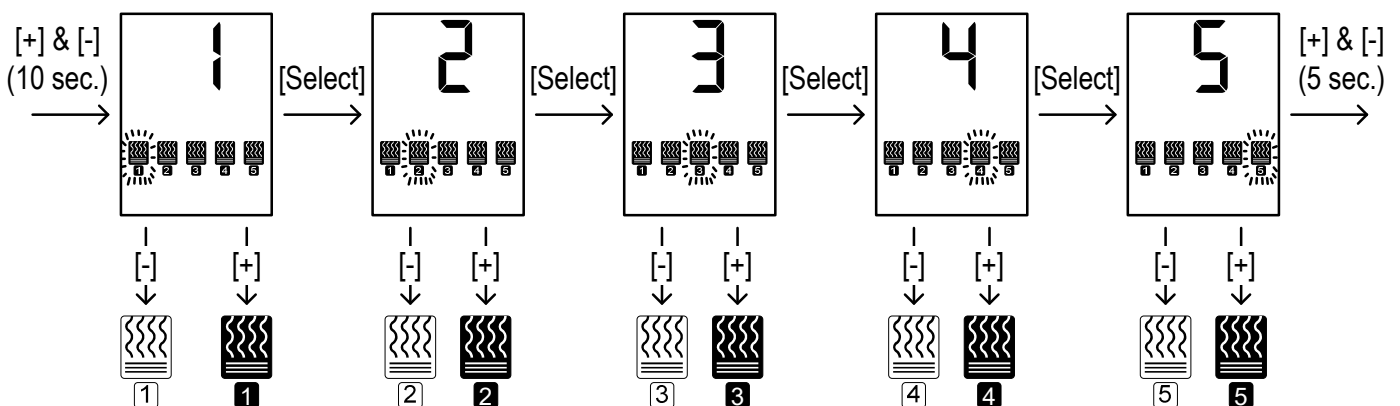 [+] & [-]
(10 sec.)
1
1 2 3 4 5
[Select]
2
1 2 3 4 5
[Select]
3
1 2 3 4 5
[Select]
4
1 2 3 4 5
[Select]
5
1 2 3 4 5
[+] & [-]
(5 sec.)
[-] [+]
[-] [+]
[-] [+]
[-] [+]
[-] [+]
1 1
2 2
3 3
4 4
5 5